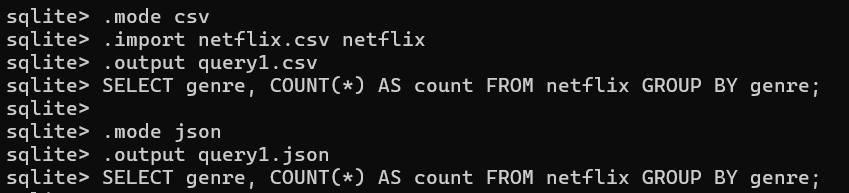 sqlite> .mode csv
sqlite> .import netflix.csv netflix
sqlite> .output query1.csv
sqlite> SELECT genre, COUNT(*) AS count FROM netflix GROUP BY genre;
sqlite>
sqlite> .mode json
sqlite> .output query1.json
sqlite> SELECT genre, COUNT(*) AS count FROM netflix GROUP BY genre;